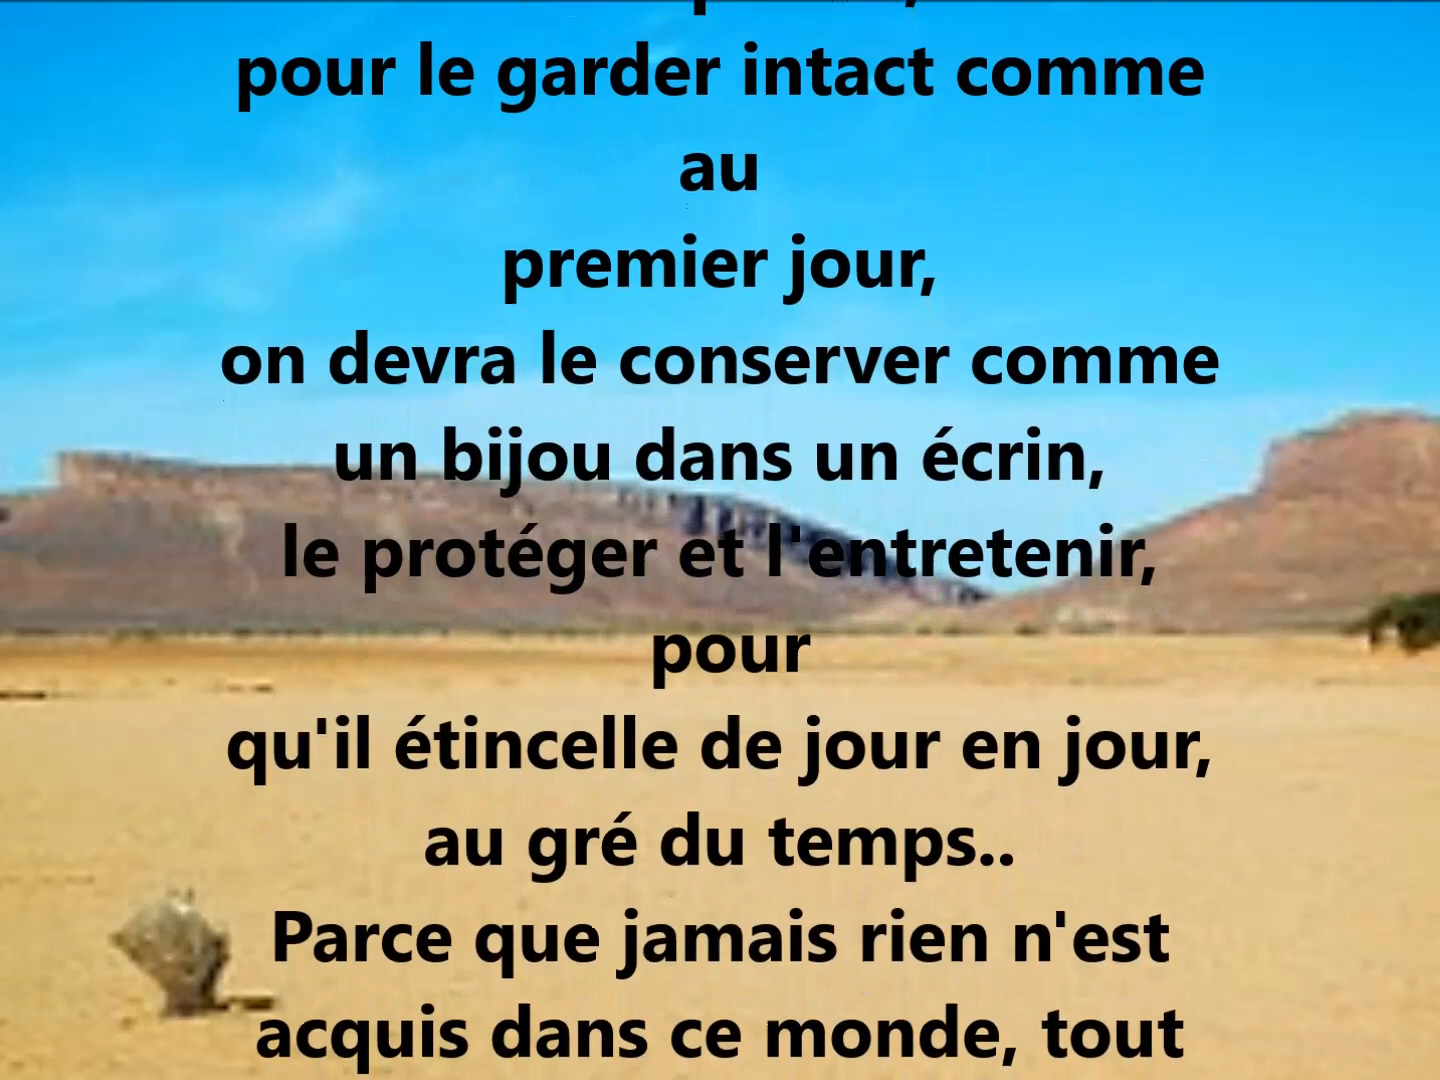 pour le garder intact comme
au
premier jour,
on devra le conserver comme
un bijou dans un écrin,
le protéger et l'entretenir,
pour
qu'il étincelle de jour en jour,
au gré du temps..
Parce que jamais rien n'est
acquis dans ce monde, tout